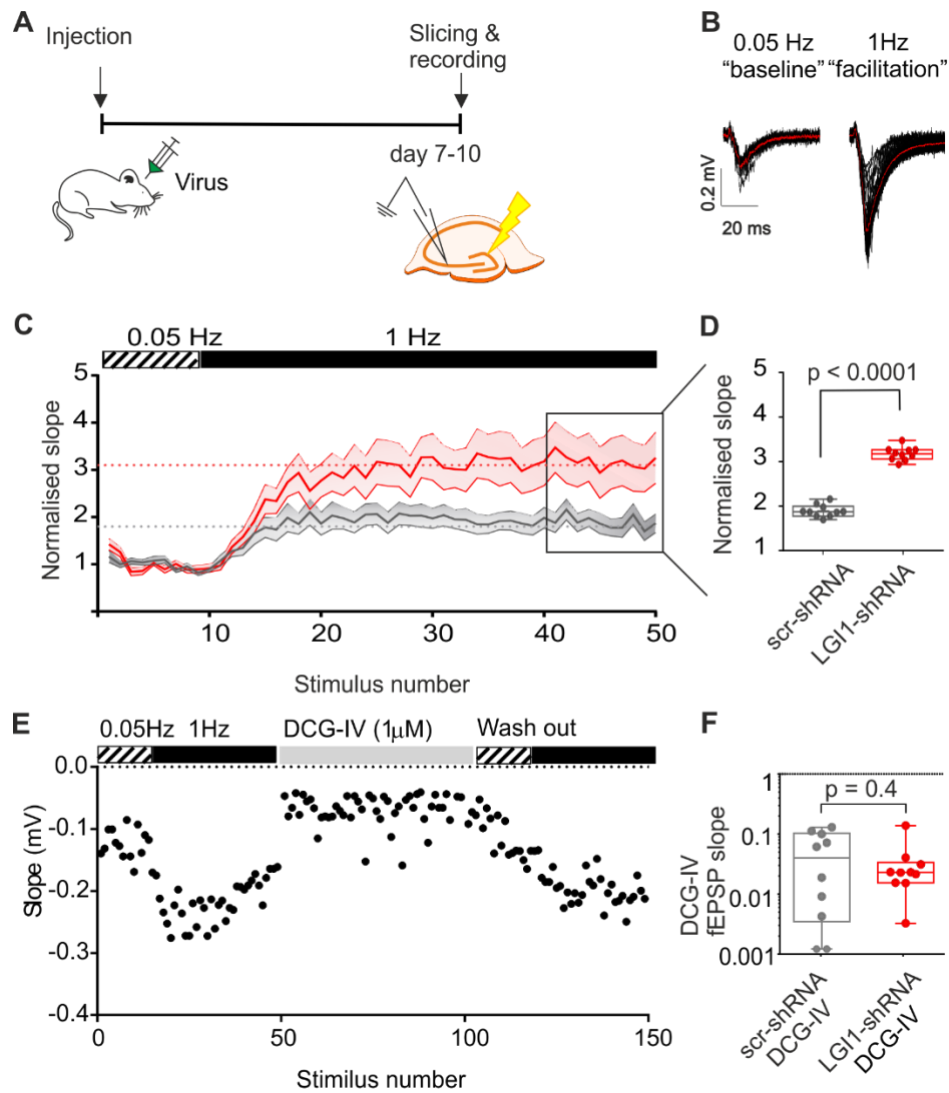 A
Injection
Slicing &
recording
day 7-10
Virus
B
0.05 Hz 1Hz
“baseline” “facilitation”
0.2 mV
20 ms
C
0.05 Hz 1 Hz
Normalised slope
5
4
3
2
1
10 20 30 40 50
Stimulus number
D
p < 0.0001
Normalised slope
5
4
3
2
1
scr-shRNA
LGI1-shRNA
E
0.05Hz 1Hz DCG-IV (1μM) Wash out
Slope (mV)
0.0
-0.1
-0.2
-0.3
-0.4
0 50 100 150
Stimilus number
F
p = 0.4
DCG-IV
fEPSP slope
1
0.1
0.01
0.001
scr-shRNA
DCG-IV
LGI1-shRNA
DCG-IV